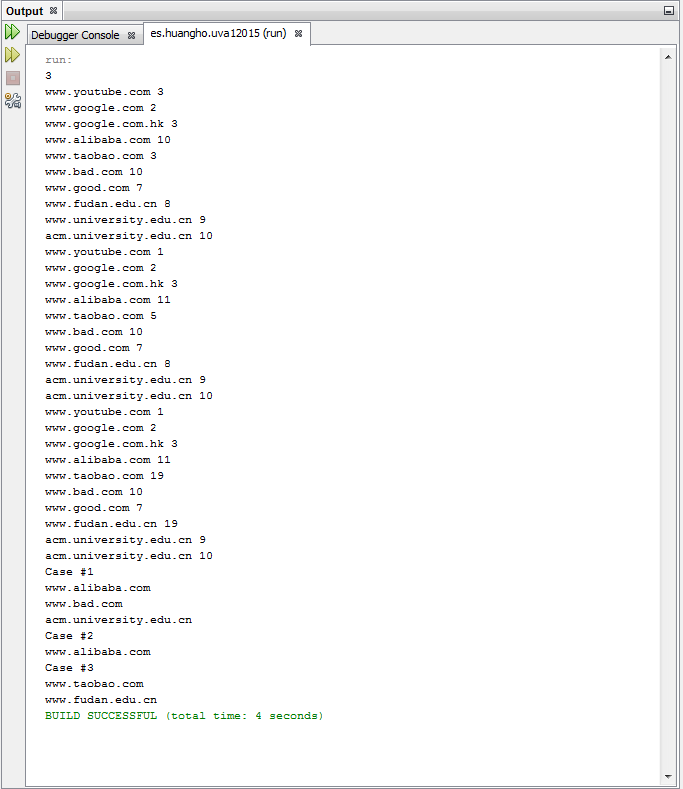 Output
Debugger Console
es.huangho.uva12015 (run)
run:
3
www.youtube.com 3
www.google.com 2
www.google.com.hk 3
www.alibaba.com 10
www.taobao.com 3
www.bad.com 10
www.good.com 7
www.fudan.edu.cn 8
www.university.edu.cn 9
acm.university.edu.cn 10
www.youtube.com 1
www.google.com 2
www.google.com.hk 3
www.alibaba.com 11
www.taobao.com 5
www.bad.com 10
www.good.com 7
www.fudan.edu.cn 8
acm.university.edu.cn 9
acm.university.edu.cn 10
www.youtube.com 1
www.google.com 2
www.google.com.hk 3
www.alibaba.com 11
www.taobao.com 19
www.bad.com 10
www.good.com 7
www.fudan.edu.cn 19
acm.university.edu.cn 9
acm.university.edu.cn 10
Case #1
www.alibaba.com
www.bad.com
acm.university.edu.cn
Case #2
www.alibaba.com
Case #3
www.taobao.com
www.fudan.edu.cn
BUILD SUCCESSFUL (total time: 4 seconds)